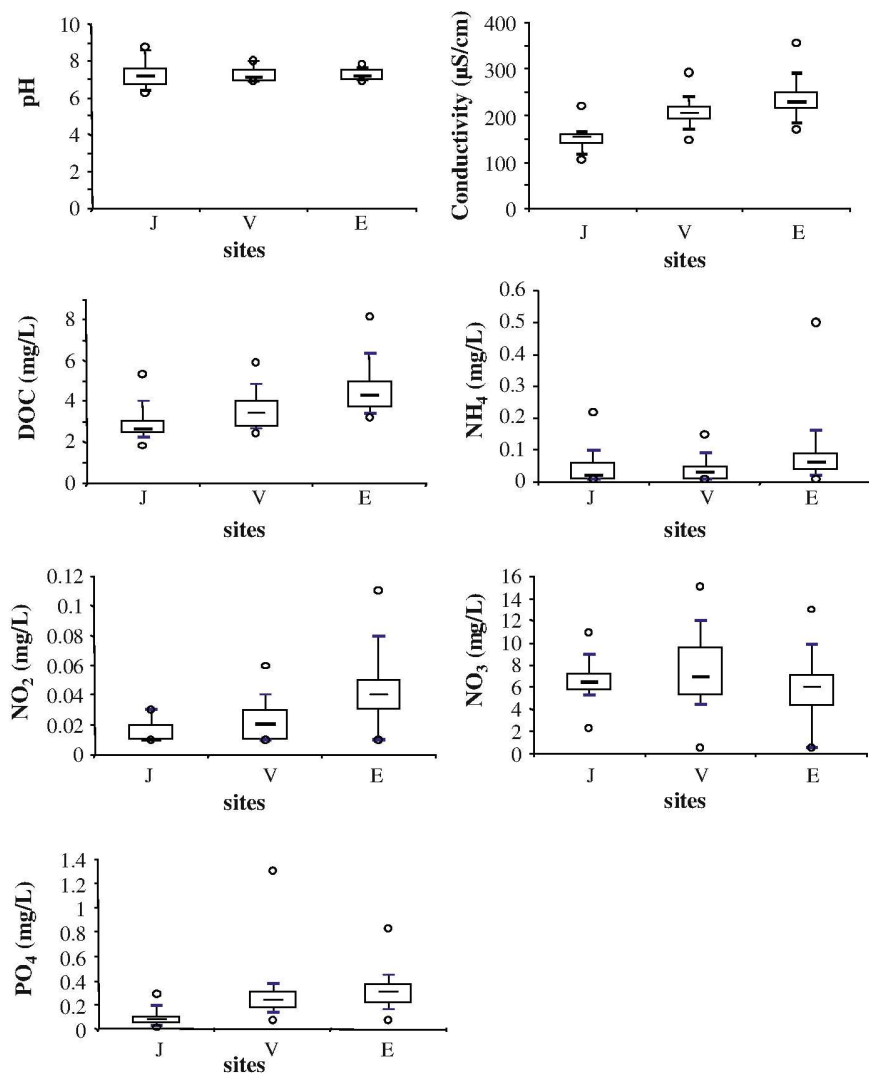 pH
10
8
6
4
2
0
J V E
sites
Conductivity (µS/cm)
400
300
200
100
0
J V E
sites
DOC (mg/L)
8
6
4
2
0
J V E
sites
NH4 (mg/L)
0.6
0.5
0.4
0.3
0.2
0.1
0
J V E
sites
NO2 (mg/L)
0.12
0.1
0.08
0.06
0.04
0.02
0
J V E
sites
NO3 (mg/L)
16
14
12
10
8
6
4
2
0
J V E
sites
PO4 (mg/L)
1.4
1.2
1
0.8
0.6
0.4
0.2
0
J V E
sites